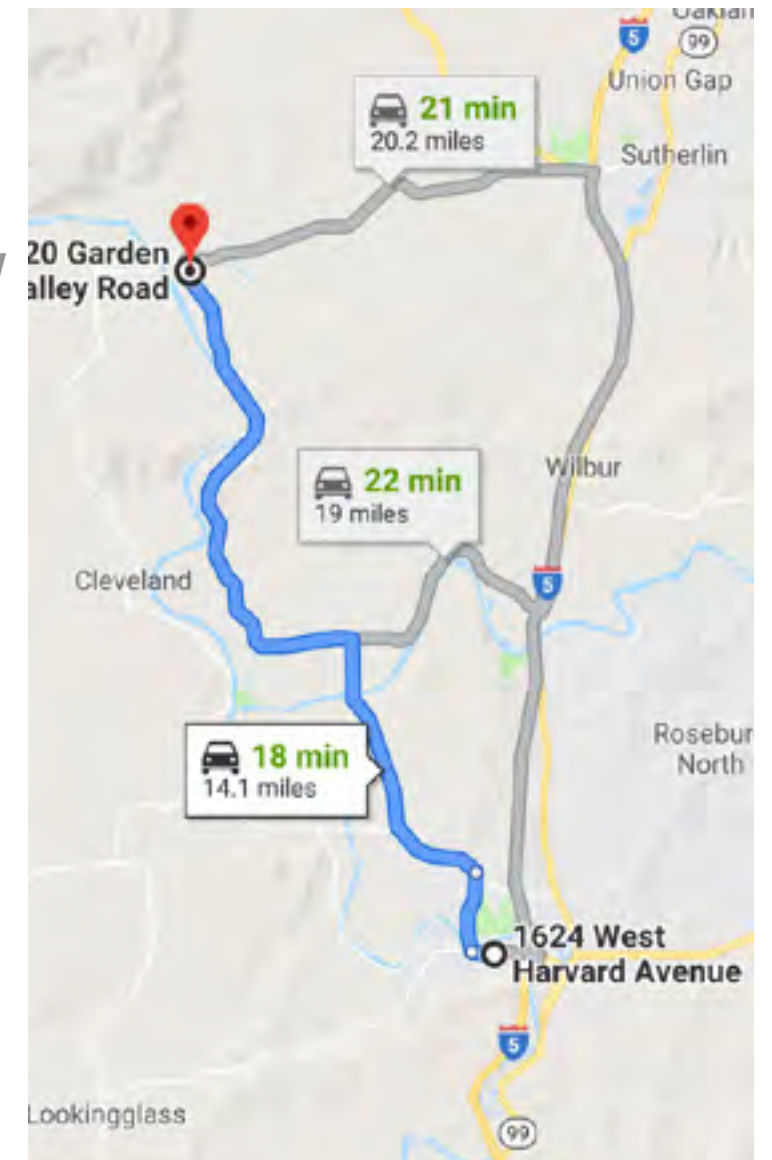 5
99
Union Gap
21 min
20.2 miles
Sutherlin
20 Garden
alley Road
Wilbur
22 min
19 miles
5
Cleveland
18 min
14.1 miles
Rosebur
North
1624 West
Harvard Avenue
5
Lookingglass
99